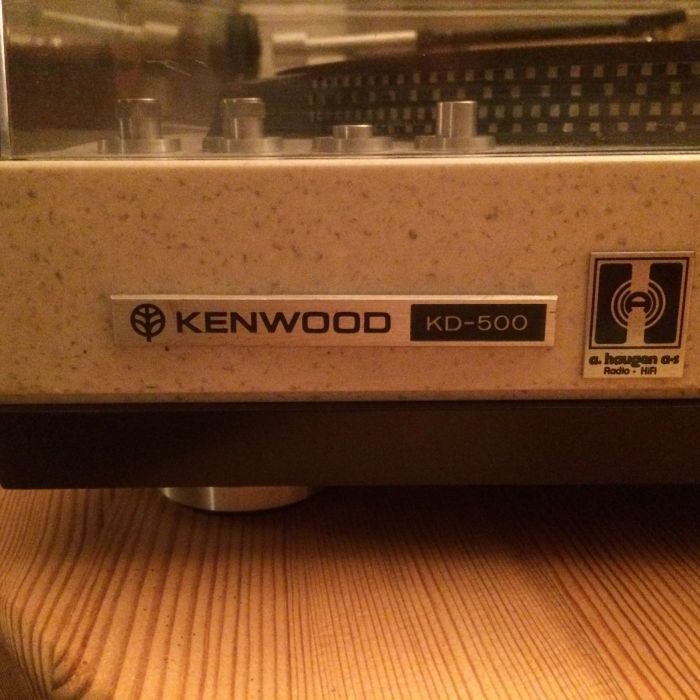 KENWOOD KD-500
H
A
a. haugen a-s
Radio • HiFi